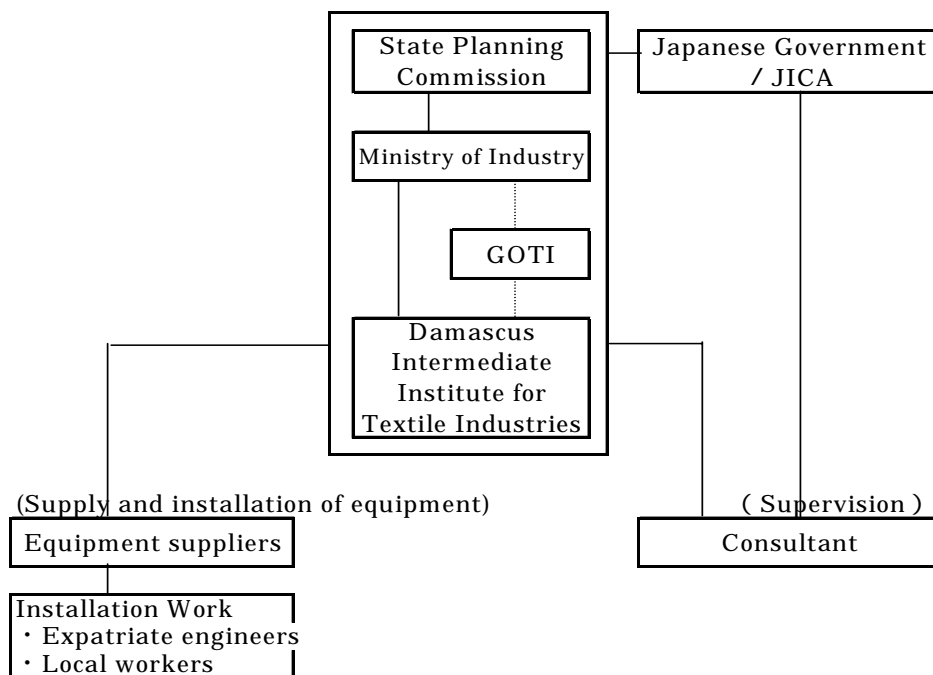 State Planning
Commission
Japanese Government
/ JICA
Ministry of Industry
GOTI
Damascus
Intermediate
Institute for
Textile Industries
(Supply and installation of equipment)
( Supervision )
Equipment suppliers
Consultant
Installation Work
・Expatriate engineers
・Local workers